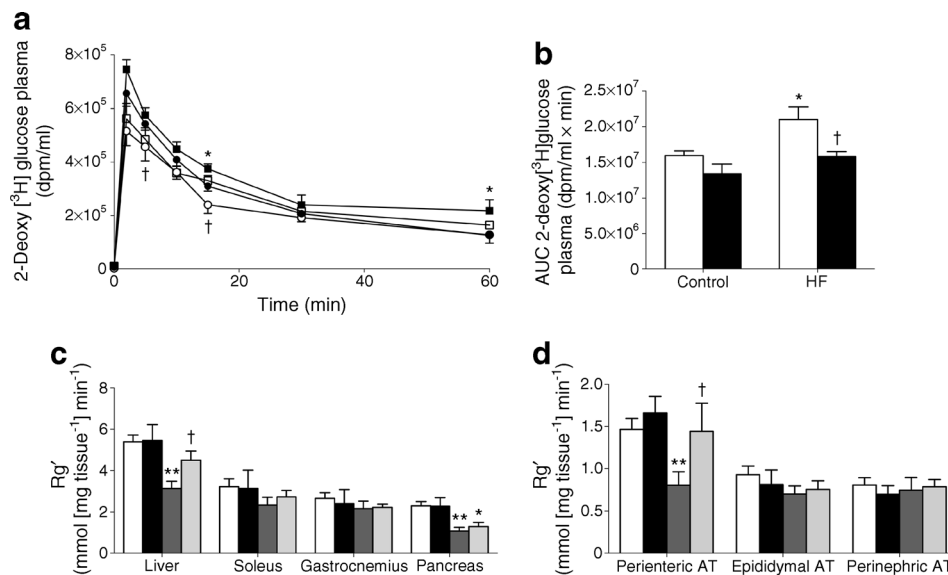 a
2-Deoxy [³H] glucose plasma
(dpm/ml)
8×10⁵
6×10⁵
4×10⁵
2×10⁵
0
†
†
*
*
0
20
40
60
Time (min)
b
AUC 2-deoxy[³H]glucose
plasma (dpm/ml × min)
2.5×10⁷
2.0×10⁷
1.5×10⁷
1.0×10⁷
5.0×10⁶
0
*
†
Control
HF
c
Rg′
(mmol [mg tissue⁻¹] min⁻¹)
8
6
4
2
0
**
†
**
*
Liver
Soleus
Gastrocnemius
Pancreas
d
Rg′
(mmol [mg tissue⁻¹] min⁻¹)
2.0
1.5
1.0
0.5
0
**
†
Perienteric AT
Epididymal AT
Perinephric AT